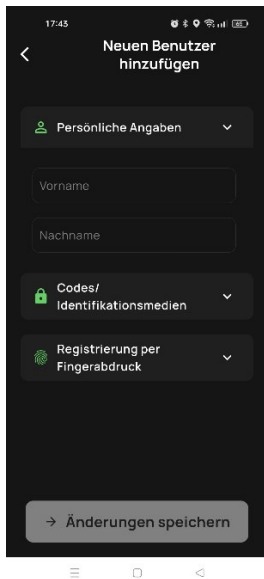 17:43
Neuen Benutzer
hinzufügen
Persönliche Angaben
Vorname
Nachname
Codes/
Identifikationsmedien
Registrierung per
Fingerabdruck
→ Änderungen speichern